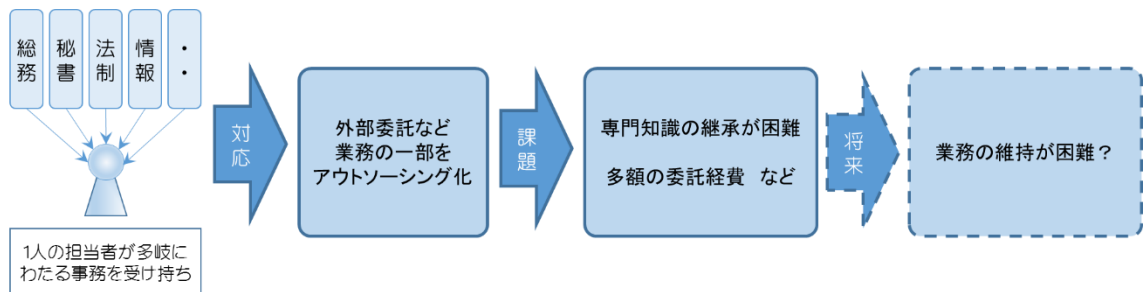 総務
秘書
法制
情報
・・
1人の担当者が多岐に
わたる事務を受け持ち
対応
外部委託など
業務の一部を
アウトソーシング化
課題
専門知識の継承が困難
多額の委託経費　など
将来
業務の維持が困難？